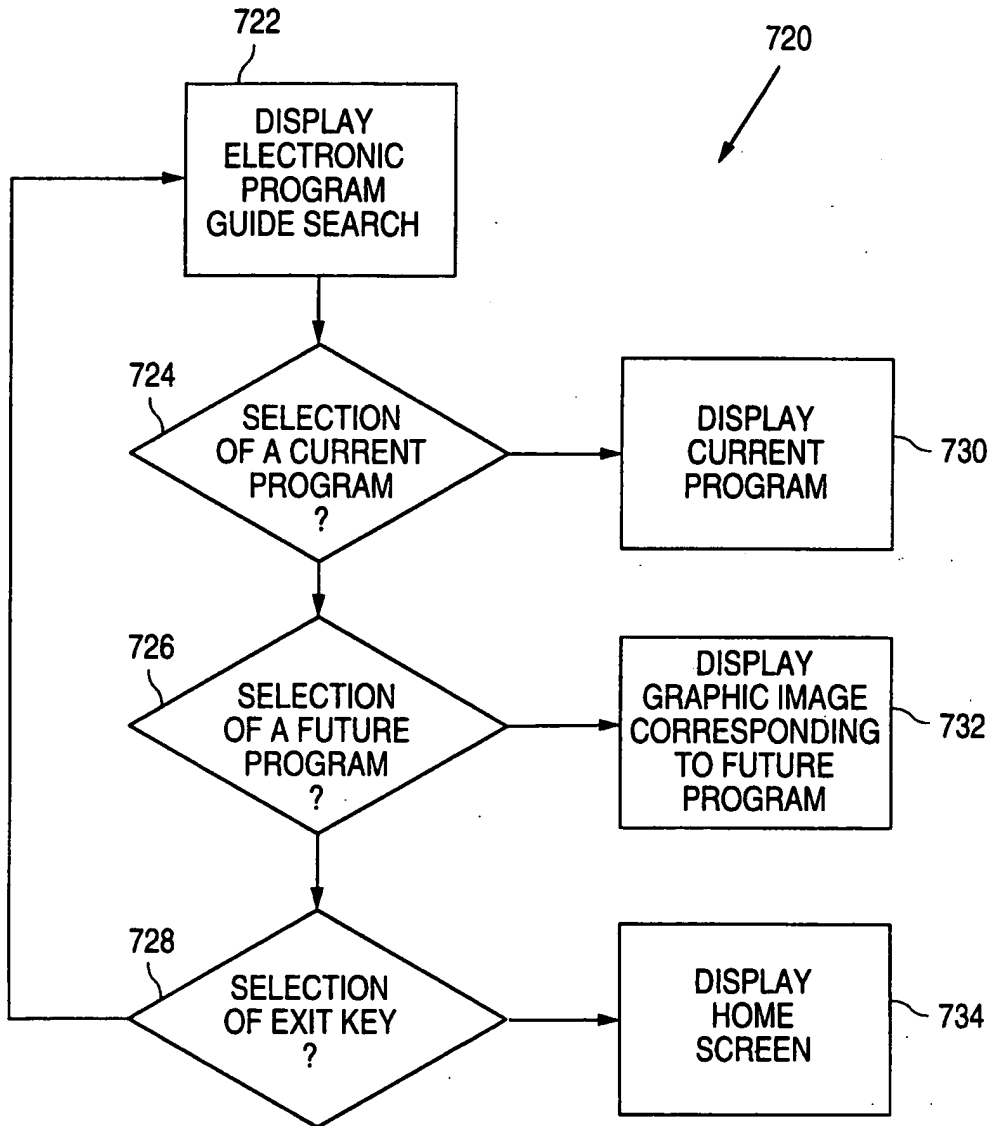 722
720
DISPLAY
ELECTRONIC
PROGRAM
GUIDE SEARCH
724
SELECTION
OF A CURRENT
PROGRAM
?
DISPLAY
CURRENT
PROGRAM
730
726
SELECTION
OF A FUTURE
PROGRAM
?
DISPLAY
GRAPHIC IMAGE
CORRESPONDING
TO FUTURE
PROGRAM
732
728
SELECTION
OF EXIT KEY
?
DISPLAY
HOME
SCREEN
734